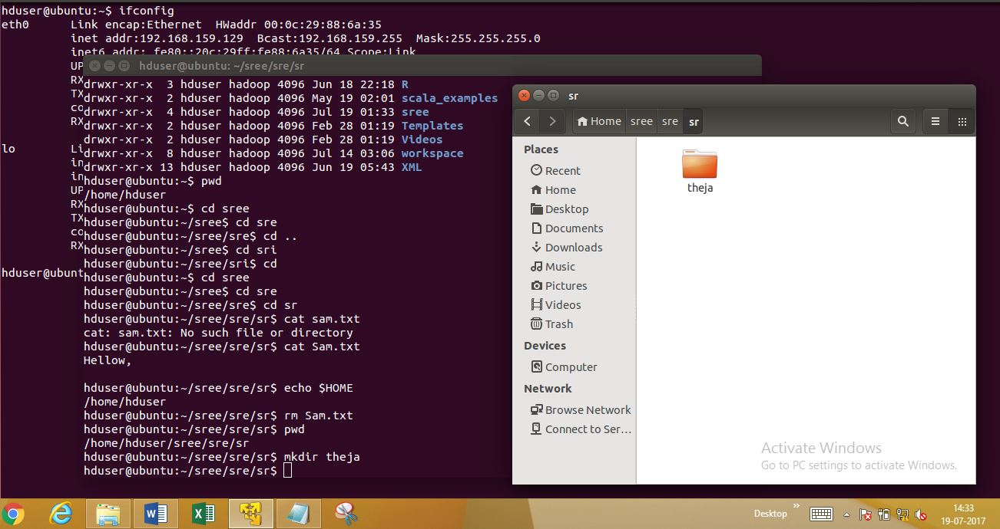 hduser@ubuntu:~$ ifconfig
eth0      Link encap:Ethernet  HWaddr 00:0c:29:88:6a:35
          inet addr:192.168.159.129  Bcast:192.168.159.255  Mask:255.255.255.0
          inet6 addr: fe80::20c:29ff:fe88:6a35/64 Scope:Link
          UP
          RX
          TX
          co
          RX
lo        Li
          in
          in
          UP
          RX
          TX
          co
          RX
hduser@ubunt
hduser@ubuntu: ~/sree/sre/sr
drwxr-xr-x  3 hduser hadoop 4096 Jun 18 22:18 R
drwxr-xr-x  2 hduser hadoop 4096 May 19 02:01 scala_examples
drwxr-xr-x  4 hduser hadoop 4096 Jul 19 01:33 sree
drwxr-xr-x  2 hduser hadoop 4096 Feb 28 01:19 Templates
drwxr-xr-x  2 hduser hadoop 4096 Feb 28 01:19 Videos
drwxr-xr-x  8 hduser hadoop 4096 Jul 14 03:06 workspace
drwxr-xr-x 13 hduser hadoop 4096 Jun 19 05:43 XML
hduser@ubuntu:~$ pwd
/home/hduser
hduser@ubuntu:~$ cd sree
hduser@ubuntu:~/sree$ cd sre
hduser@ubuntu:~/sree/sre$ cd ..
hduser@ubuntu:~/sree$ cd sri
hduser@ubuntu:~/sree/sri$ cd
hduser@ubuntu:~$ cd sree
hduser@ubuntu:~/sree$ cd sre
hduser@ubuntu:~/sree/sre$ cd sr
hduser@ubuntu:~/sree/sre/sr$ cat sam.txt
cat: sam.txt: No such file or directory
hduser@ubuntu:~/sree/sre/sr$ cat Sam.txt
Hellow,
hduser@ubuntu:~/sree/sre/sr$ echo $HOME
/home/hduser
hduser@ubuntu:~/sree/sre/sr$ rm Sam.txt
hduser@ubuntu:~/sree/sre/sr$ pwd
/home/hduser/sree/sre/sr
hduser@ubuntu:~/sree/sre/sr$ mkdir theja
hduser@ubuntu:~/sree/sre/sr$
sr
Home sree sre sr
Places
Recent
Home
Desktop
Documents
Downloads
Music
Pictures
Videos
Trash
Devices
Computer
Network
Browse Network
Connect to Ser…
theja
Activate Windows
Go to PC settings to activate Windows.
Desktop
14:33
19-07-2017